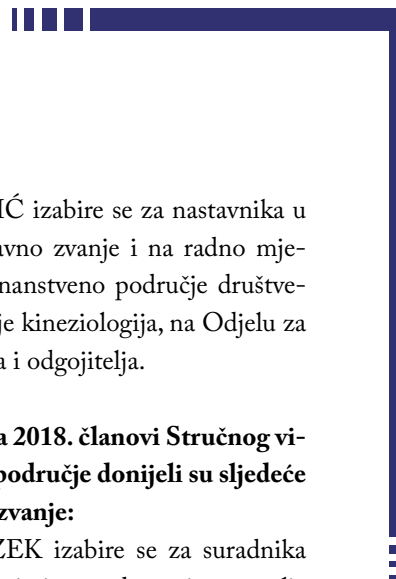 IĆ izabire se za nastavnika u
avno zvanje i na radno mje-
nanstveno područje društve-
je kineziologija, na Odjelu za
a i odgojitelja.
a 2018. članovi Stručnog vi-
područje donijeli su sljedeće
zvanje:
ZEK izabire se za suradnika